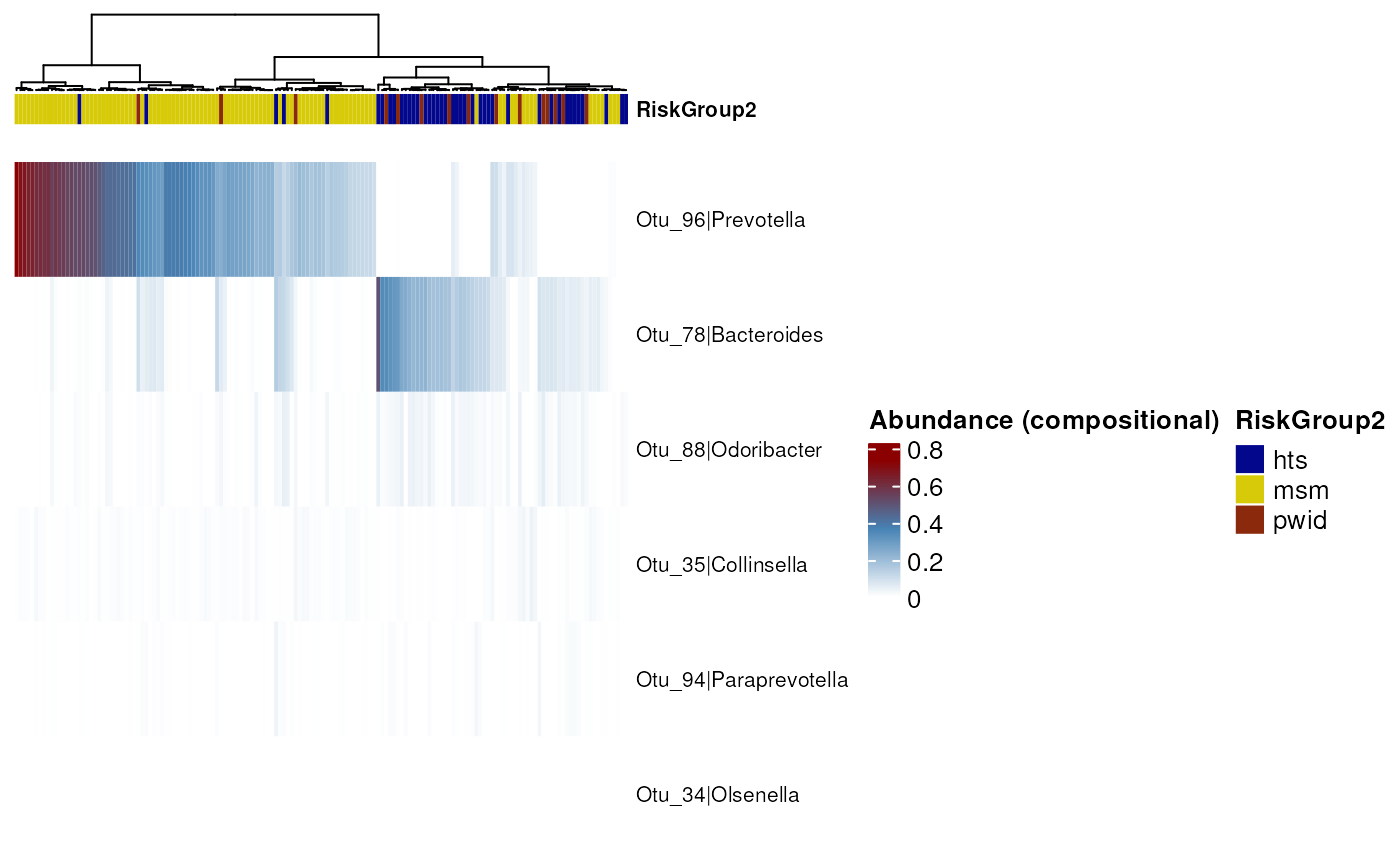 RiskGroup2
Otu_96|Prevotella
Otu_78|Bacteroides
Otu_88|Odoribacter
Otu_35|Collinsella
Otu_94|Paraprevotella
Otu_34|Olsenella
Abundance (compositional)
0.8
0.6
0.4
0.2
0
RiskGroup2
hts
msm
pwid